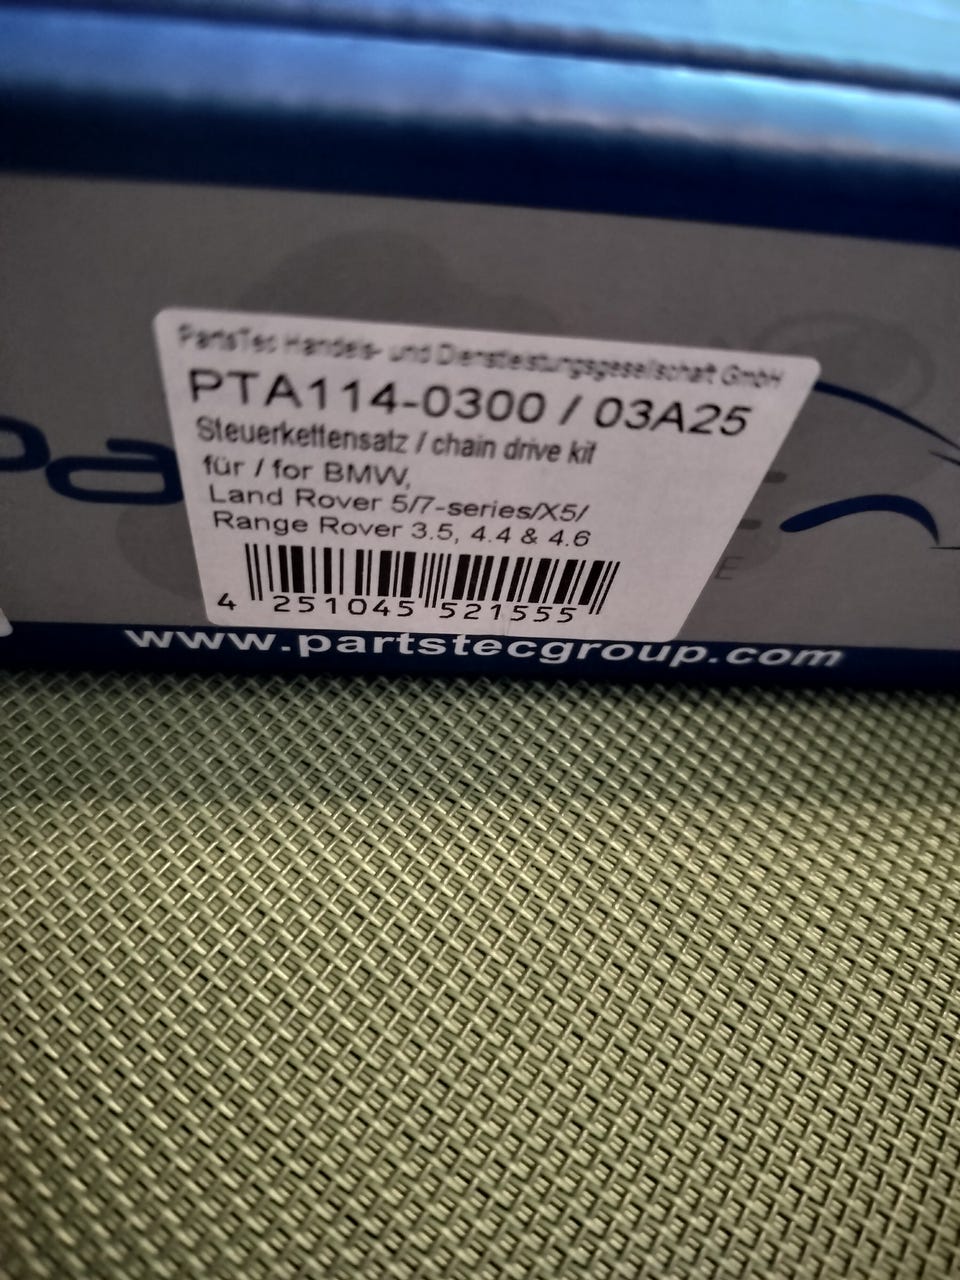 PartsTec Handels- und Dienstleistungsgesellschaft GmbH
PTA114-0300 / 03A25
Steuerkettensatz / chain drive kit
für / for BMW,
Land Rover 5/7-series/X5/
Range Rover 3.5, 4.4 & 4.6
4 251045 521555
Pa
E
www.partstecgroup.com